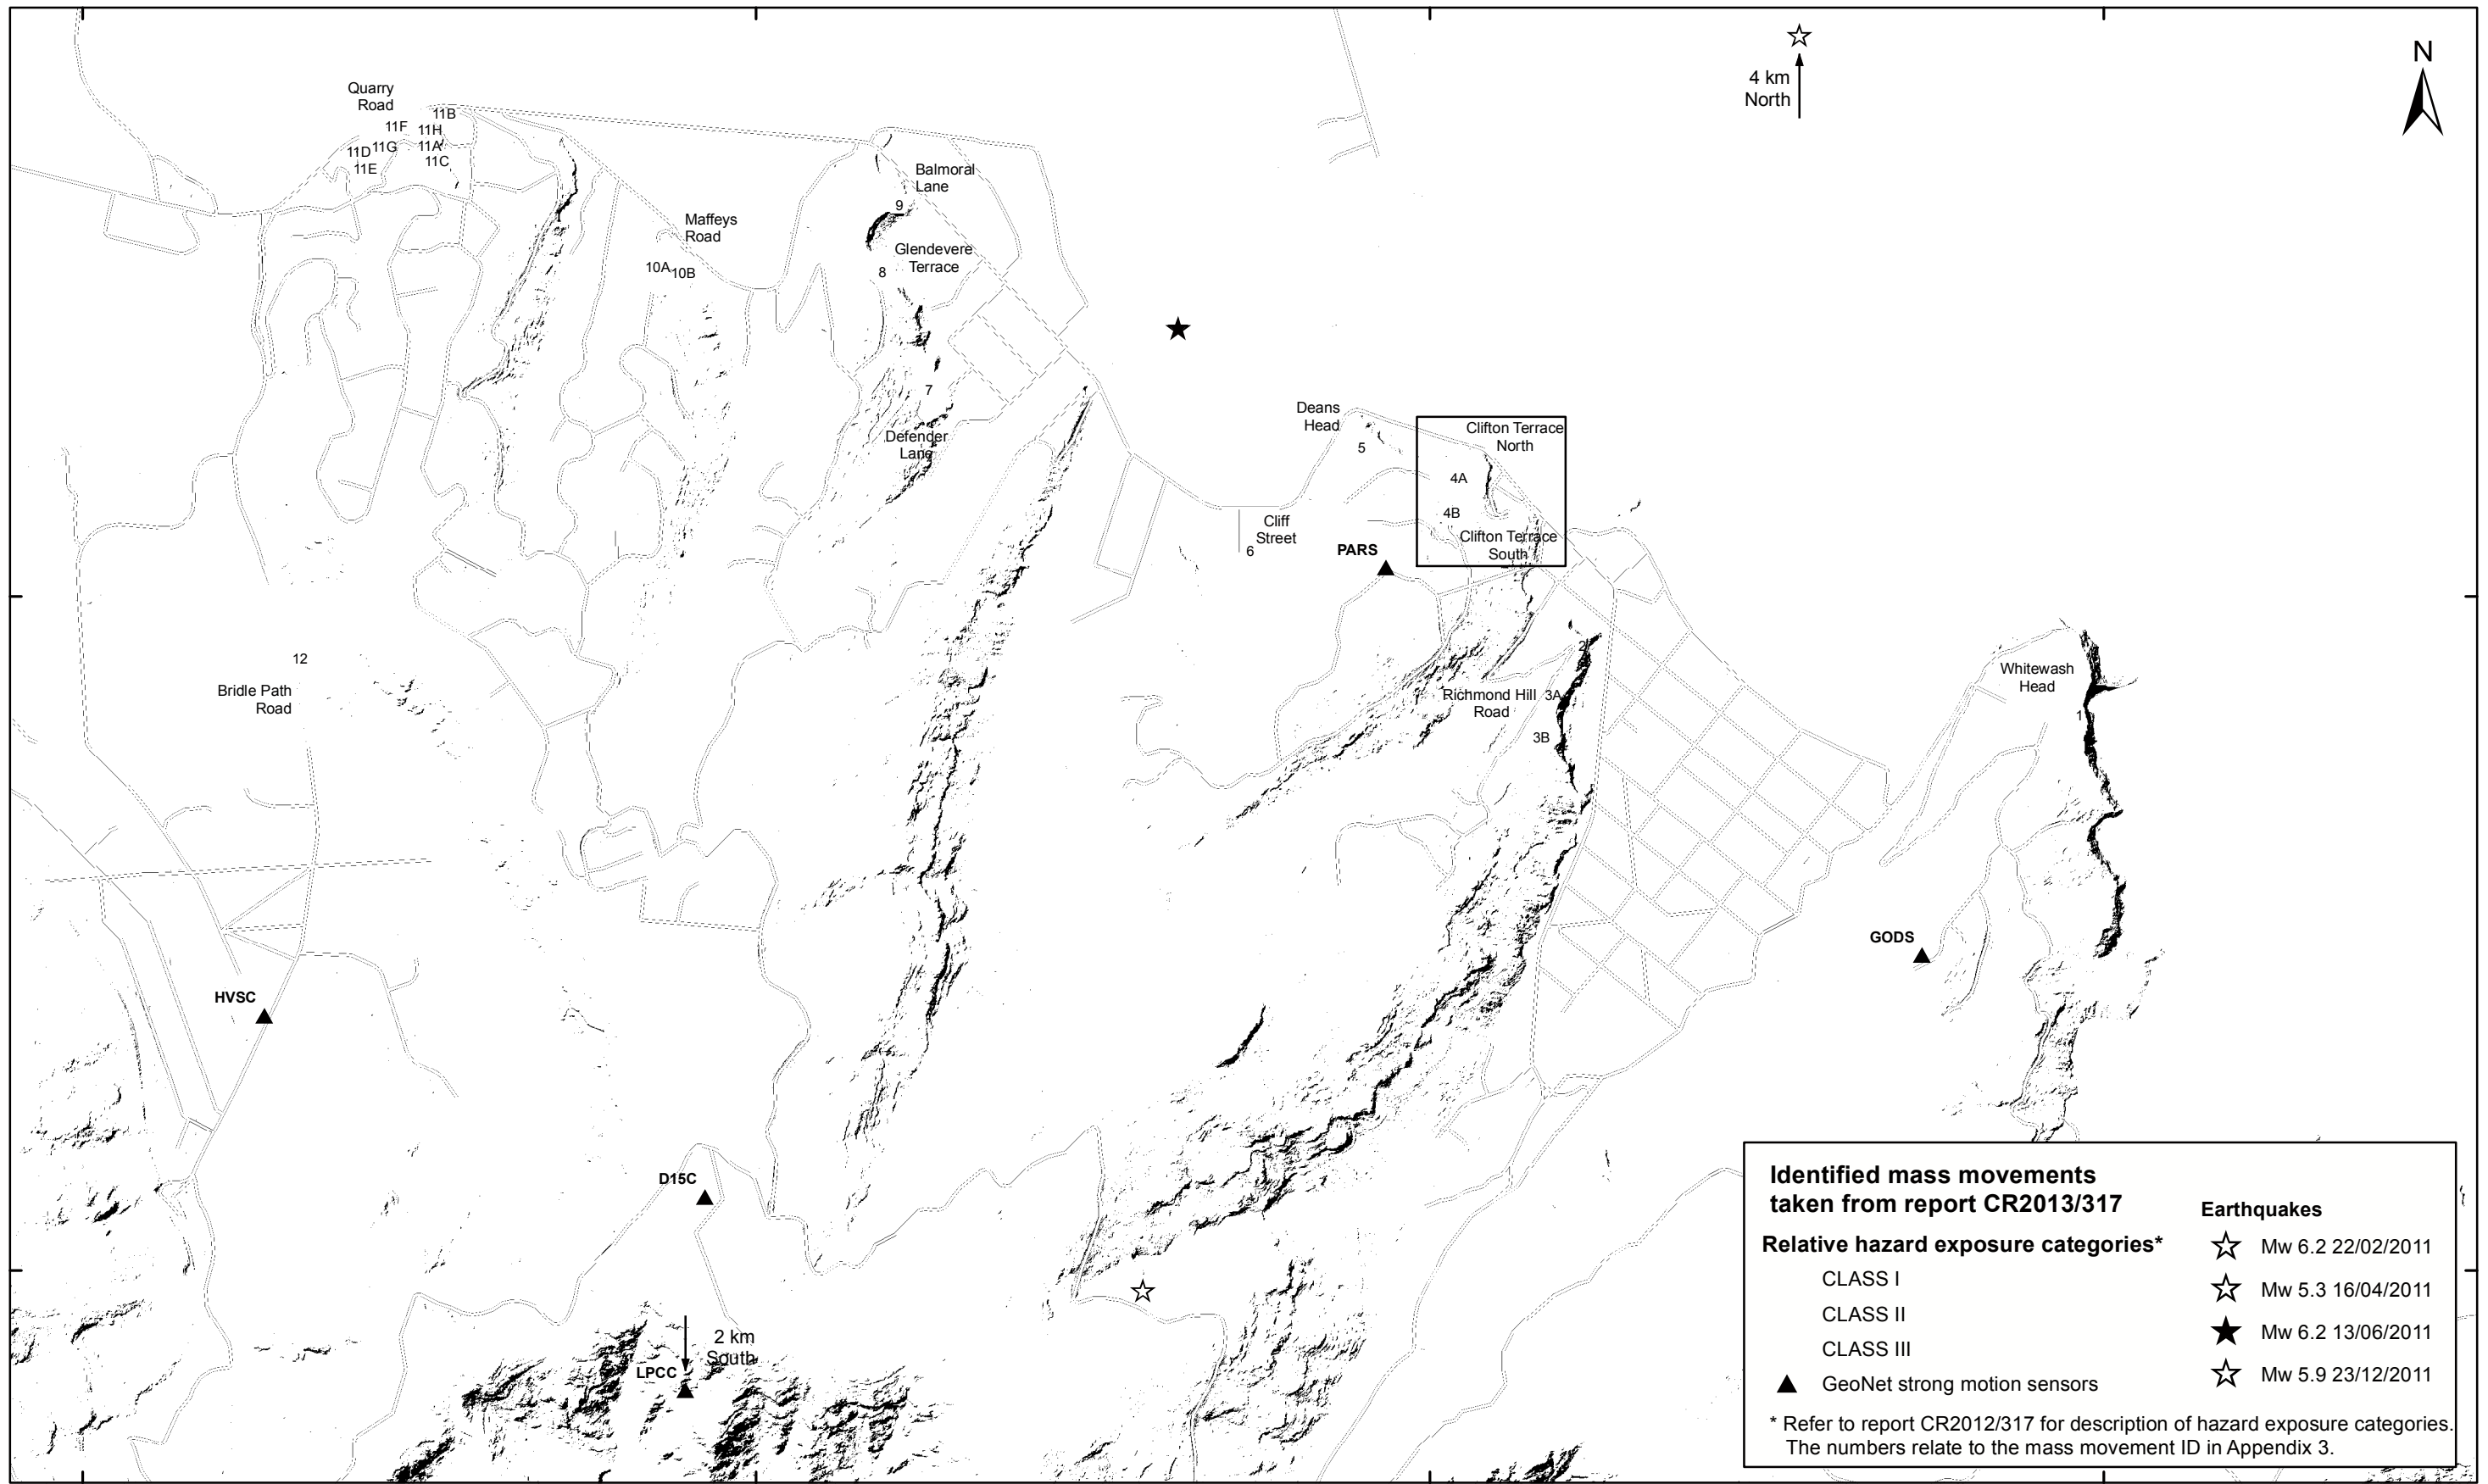 4 km
North
N
Quarry
Road
11B
11F
11H
11D
11G
11A
11E
11C
Balmoral
Lane
9
Maffeys
Road
Glendevere
Terrace
10A
10B
8
7
Defender
Lane
Deans
Head
5
Clifton Terrace
North
4A
4B
Clifton Terrace
South
Cliff
Street
6
PARS
2
12
Bridle Path
Road
Richmond Hill
Road
3A
3B
Whitewash
Head
1
GODS
HVSC
D15C
2 km
South
LPCC
Identified mass movements
taken from report CR2013/317
Relative hazard exposure categories*
CLASS I
CLASS II
CLASS III
GeoNet strong motion sensors
Earthquakes
Mw 6.2 22/02/2011
Mw 5.3 16/04/2011
Mw 6.2 13/06/2011
Mw 5.9 23/12/2011
* Refer to report CR2012/317 for description of hazard exposure categories.
The numbers relate to the mass movement ID in Appendix 3.